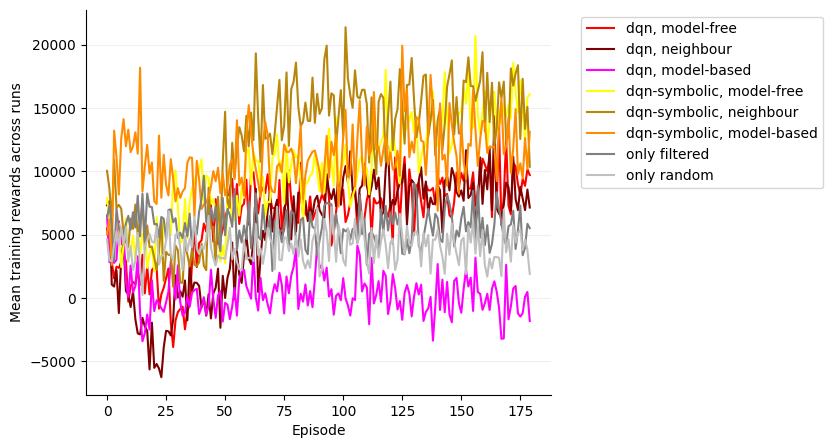 20000
15000
10000
5000
0
−5000
0
25
50
75
100
125
150
175
Episode
Mean training rewards across runs
dqn, model-free
dqn, neighbour
dqn, model-based
dqn-symbolic, model-free
dqn-symbolic, neighbour
dqn-symbolic, model-based
only filtered
only random